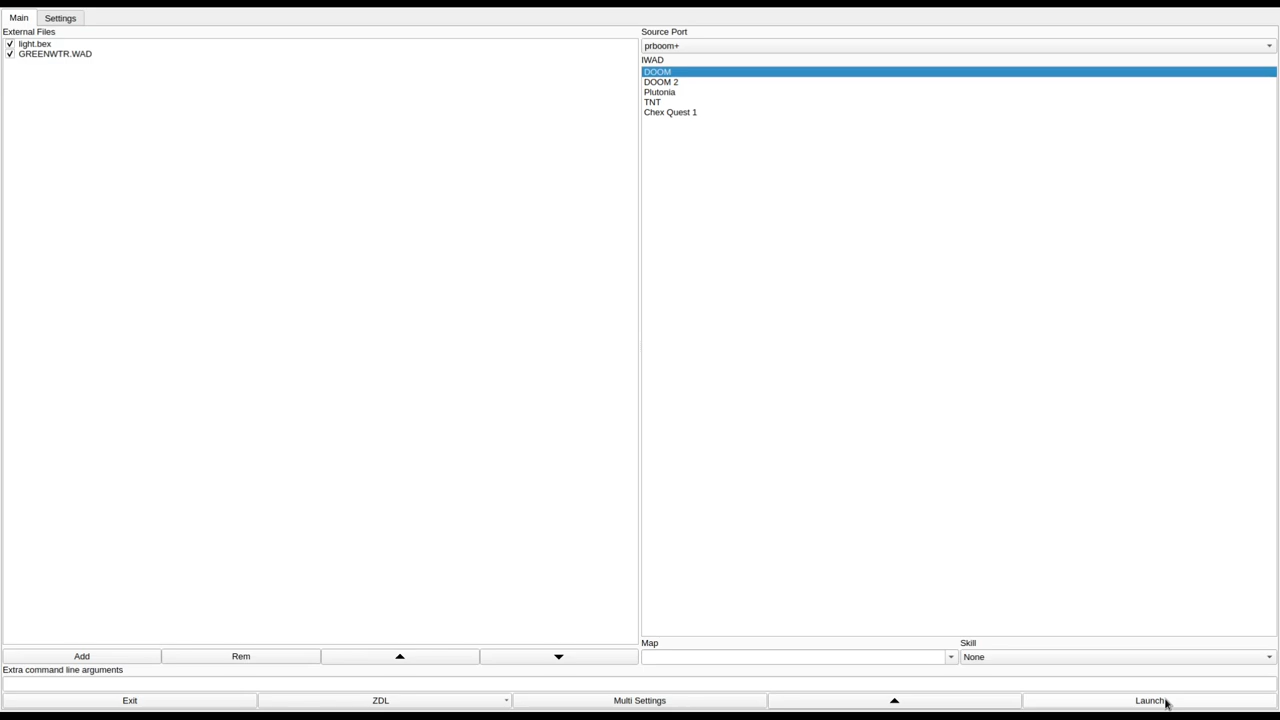 Main Settings
External Files
light.bex
GREENWTR.WAD
Source Port
prboom+
IWAD
DOOM
DOOM 2
Plutonia
TNT
Chex Quest 1
Map Skill
None
Add Rem
Extra command line arguments
Exit ZDL Multi Settings Launch